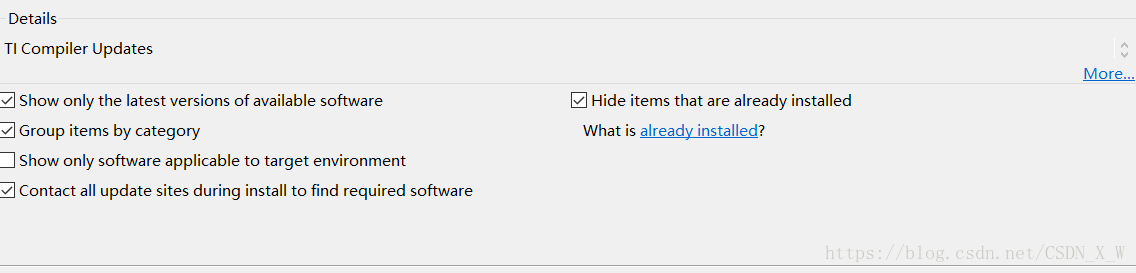 Details
TI Compiler Updates
More...
Show only the latest versions of available software
Hide items that are already installed
Group items by category
What is already installed?
Show only software applicable to target environment
Contact all update sites during install to find required software
https://blog.csdn.net/CSDN_X_W